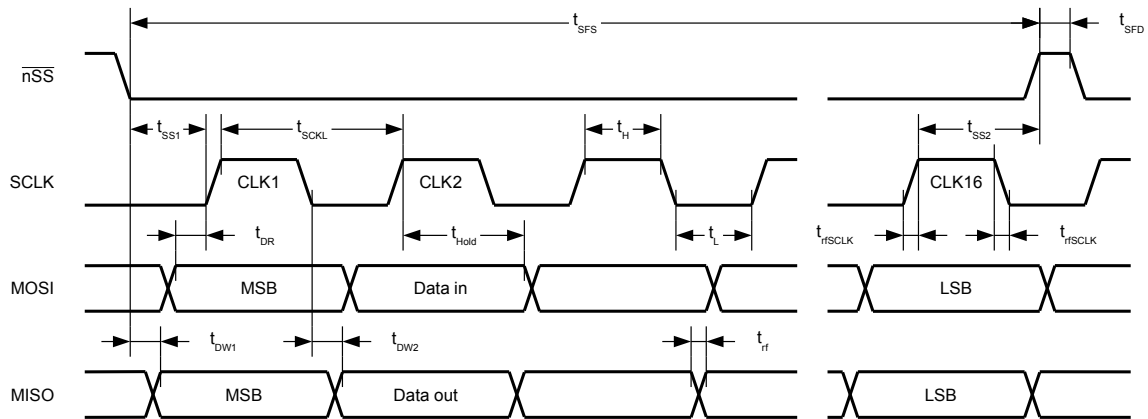 tSFS tSFD
nSS
tSS1 tSCKL tH tSS2
SCLK CLK1 CLK2 CLK16
tDR tHold tL trfSCLK trfSCLK
MOSI MSB Data in LSB
tDW1 tDW2 trf
MISO MSB Data out LSB